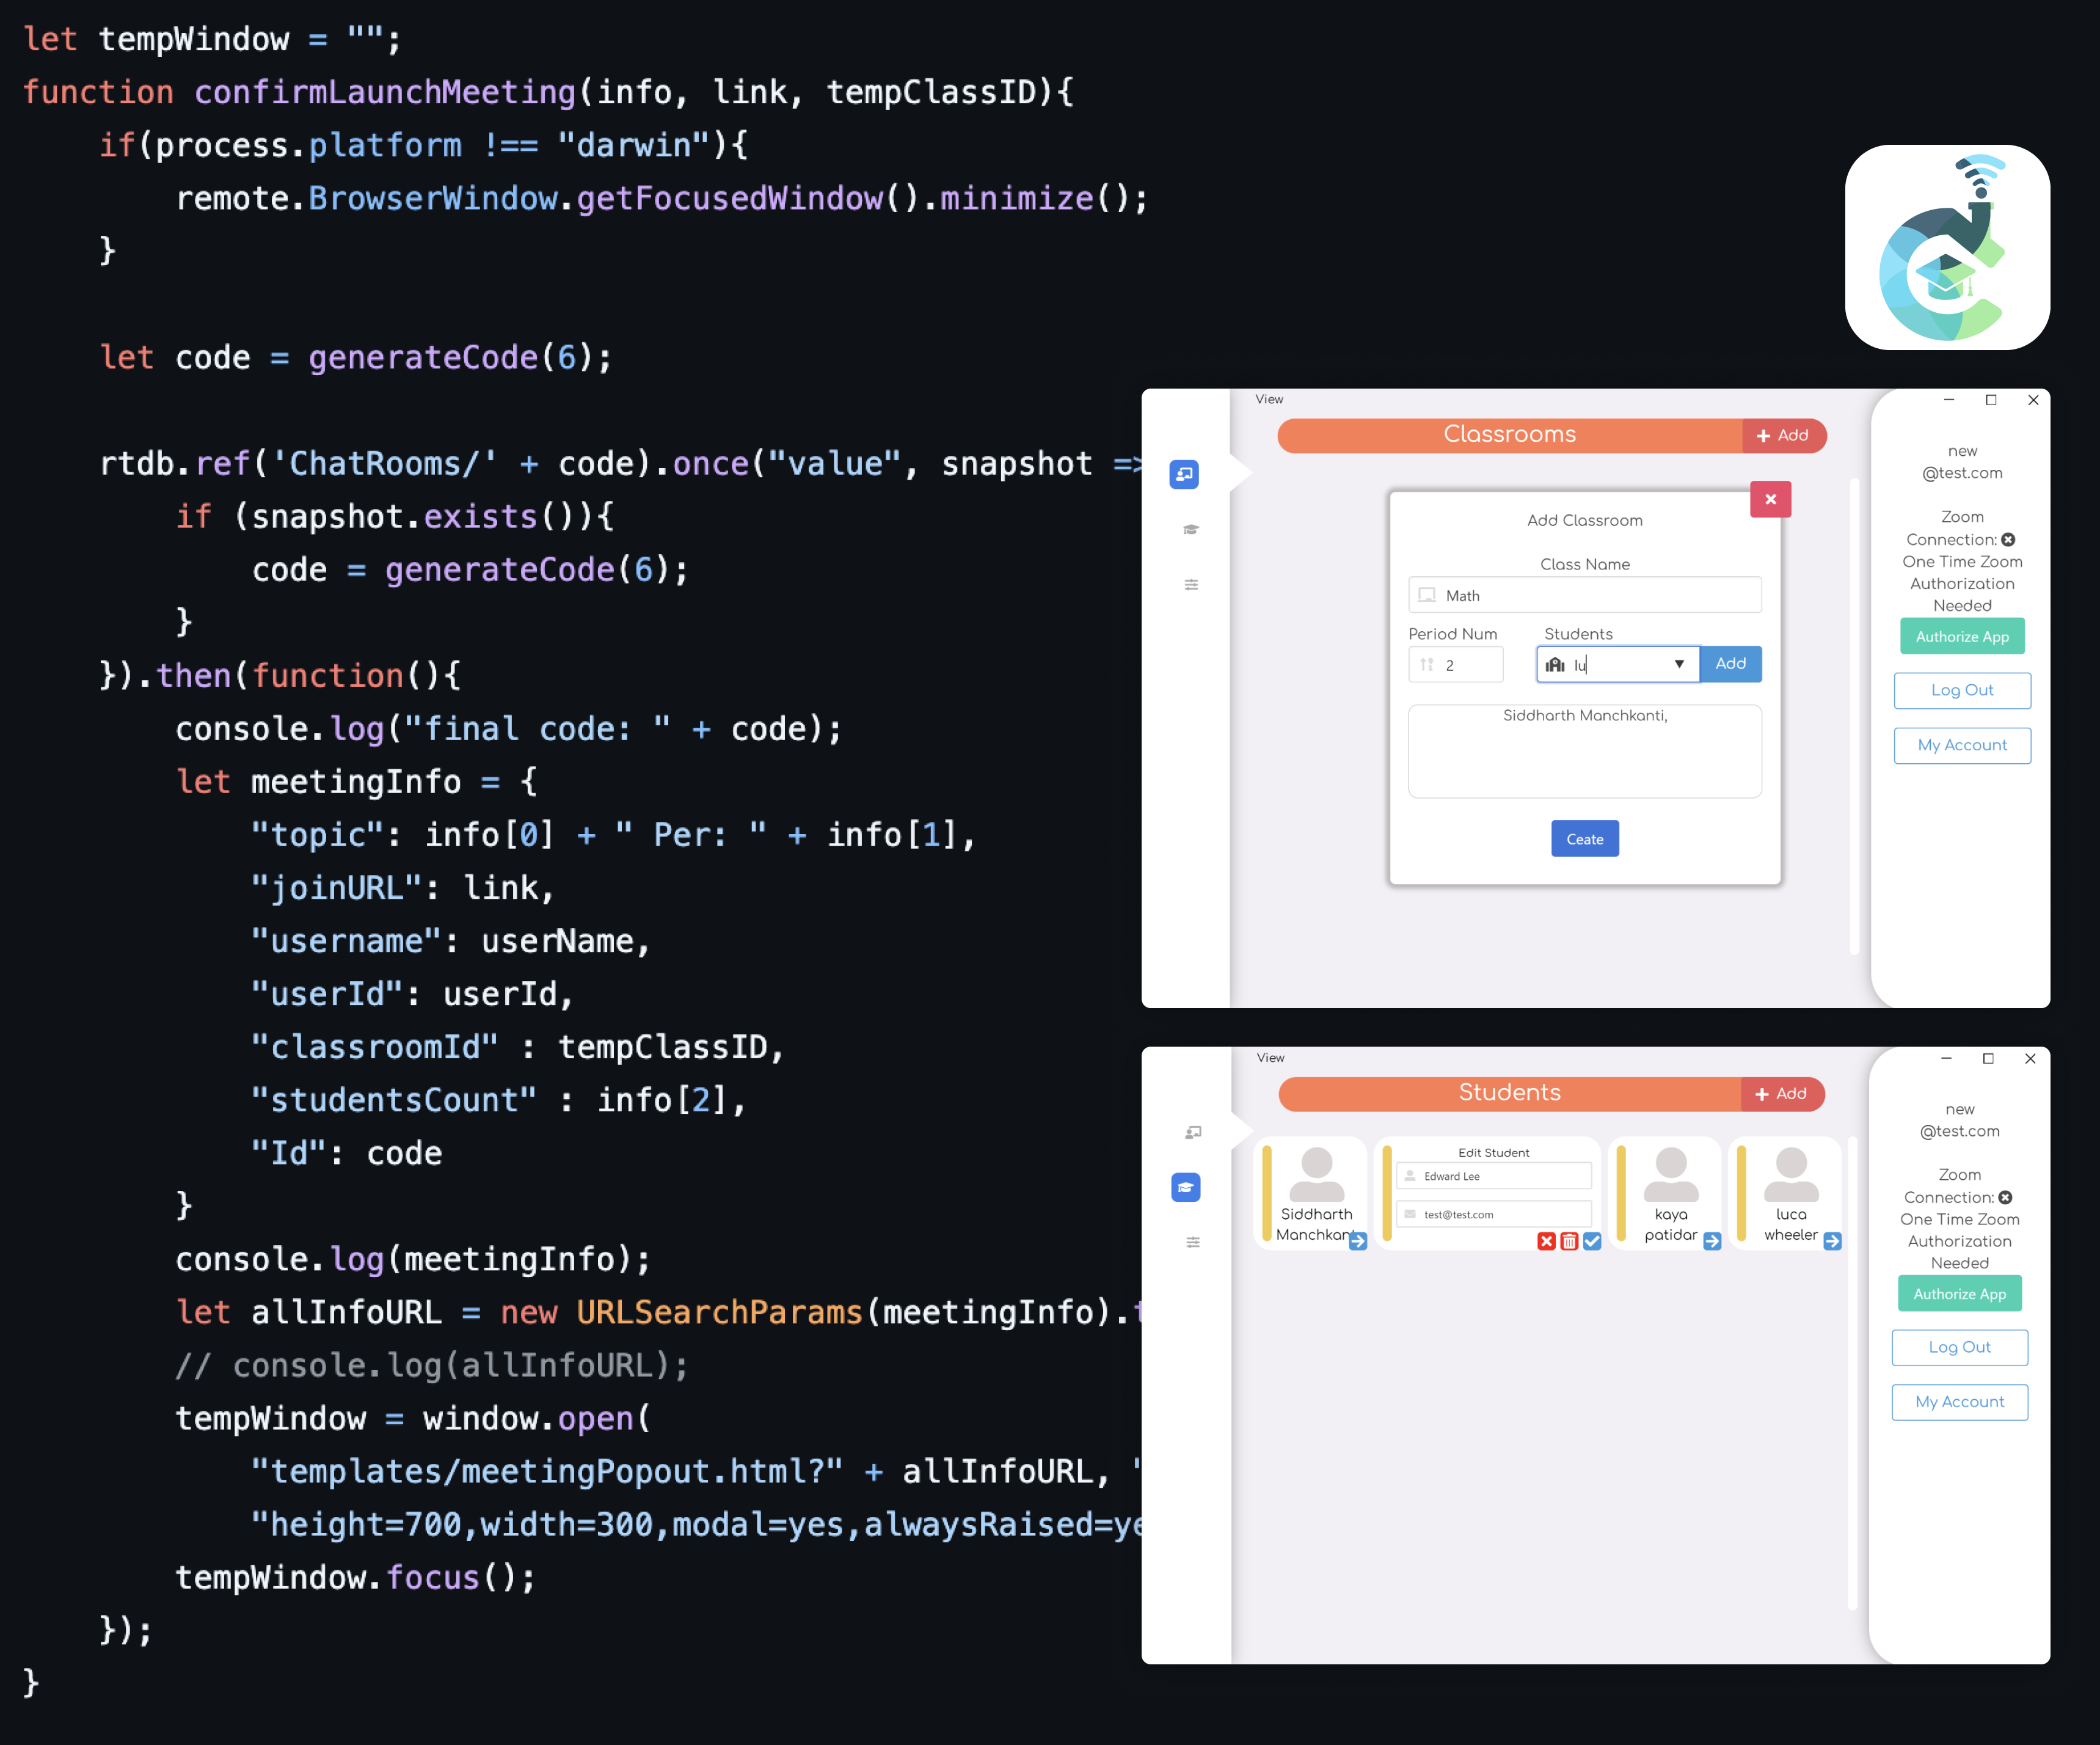 let tempWindow = "";
function confirmLaunchMeeting(info, link, tempClassID){
if(process.platform !== "darwin"){
remote.BrowserWindow.getFocusedWindow().minimize();
}
let code = generateCode(6);
rtdb.ref('ChatRooms/' + code).once("value", snapshot =>
if (snapshot.exists()){
code = generateCode(6);
}
}).then(function(){
console.log("final code: " + code);
let meetingInfo = {
"topic": info[0] + " Per: " + info[1],
"joinURL": link,
"username": userName,
"userId": userId,
"classroomId" : tempClassID,
"studentsCount" : info[2],
"Id": code
}
console.log(meetingInfo);
let allInfoURL = new URLSearchParams(meetingInfo).
// console.log(allInfoURL);
tempWindow = window.open(
"templates/meetingPopout.html?" + allInfoURL, "
"height=700,width=300,modal=yes,alwaysRaised=ye
tempWindow.focus();
});
}
View
Classrooms
+ Add
Add Classroom
Class Name
Math
Period Num
Students
2
lu
Add
Siddharth Manchkanti,
Ceate
new
@test.com
Zoom
Connection:
One Time Zoom
Authorization
Needed
Authorize App
Log Out
My Account
View
Students
+ Add
Siddharth
Manchkan
Edit Student
Edward Lee
test@test.com
kaya
patidar
luca
wheeler
new
@test.com
Zoom
Connection:
One Time Zoom
Authorization
Needed
Authorize App
Log Out
My Account